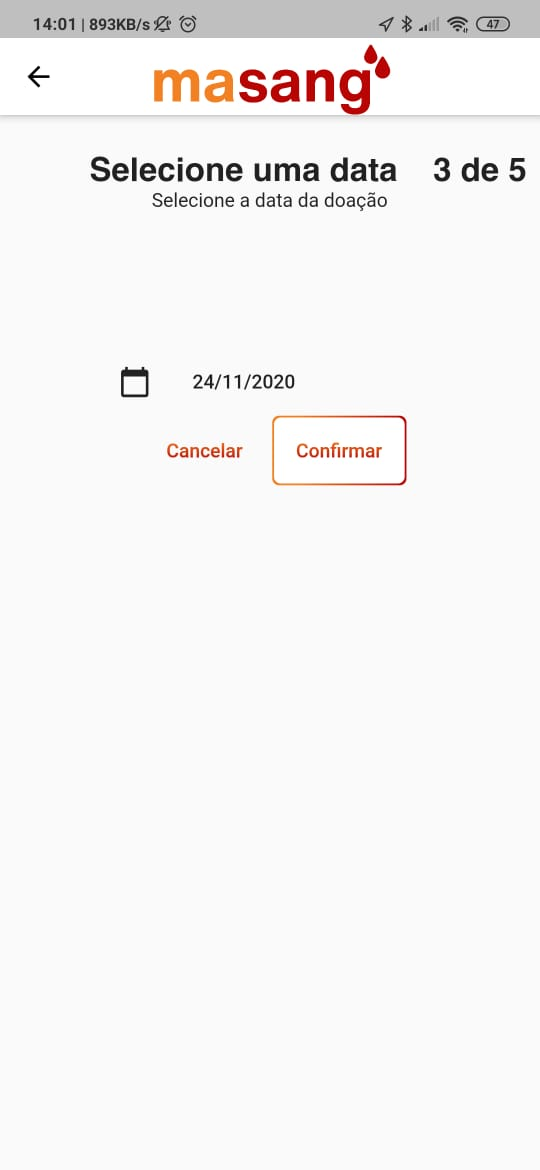 14:01 | 893KB/s 47
masang
Selecione uma data 3 de 5
Selecione a data da doação
24/11/2020
Cancelar Confirmar